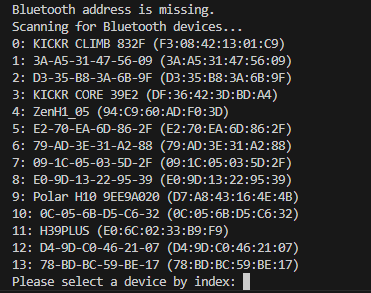 Bluetooth address is missing.
Scanning for Bluetooth devices...
0: KICKR CLIMB 832F (F3:08:42:13:01:C9)
1: 3A-A5-31-47-56-09 (3A:A5:31:47:56:09)
2: D3-35-B8-3A-6B-9F (D3:35:B8:3A:6B:9F)
3: KICKR CORE 39E2 (DF:36:42:3D:BD:A4)
4: ZenH1_05 (94:C9:60:AD:F0:3D)
5: E2-70-EA-6D-86-2F (E2:70:EA:6D:86:2F)
6: 79-AD-3E-31-A2-88 (79:AD:3E:31:A2:88)
7: 09-1C-05-03-5D-2F (09:1C:05:03:5D:2F)
8: E0-9D-13-22-95-39 (E0:9D:13:22:95:39)
9: Polar H10 9EE9A020 (D7:A8:43:16:4E:4B)
10: 0C-05-6B-D5-C6-32 (0C:05:6B:D5:C6:32)
11: H39PLUS (E0:6C:02:33:B9:F9)
12: D4-9D-C0-46-21-07 (D4:9D:C0:46:21:07)
13: 78-BD-BC-59-BE-17 (78:BD:BC:59:BE:17)
Please select a device by index: